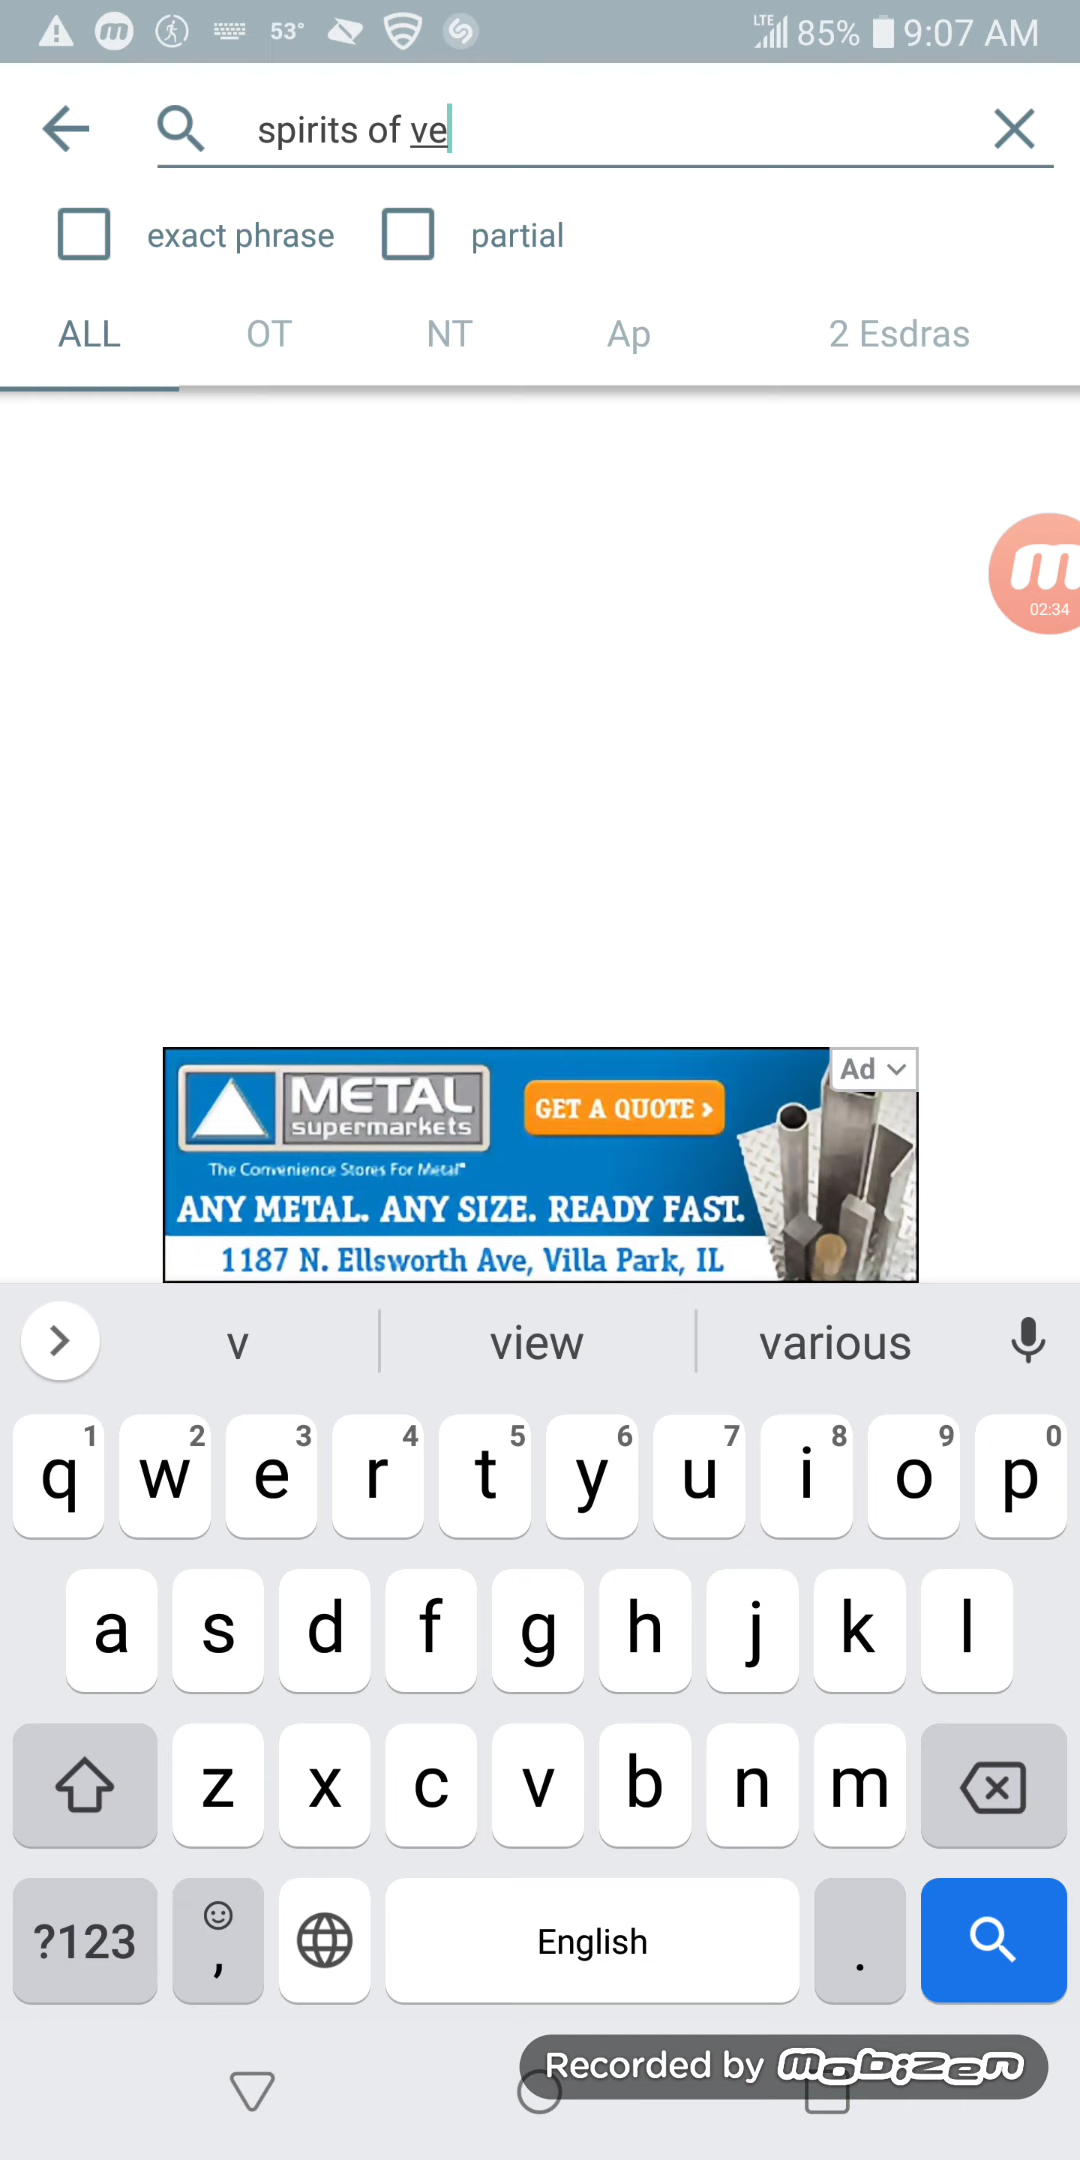 53° LTE 85% 9:07 AM
spirits of ve
exact phrase partial
ALL OT NT Ap 2 Esdras
02:34
Ad
METAL
supermarkets
GET A QUOTE >
The Convenience Stores For Metal
ANY METAL. ANY SIZE. READY FAST.
1187 N. Ellsworth Ave, Villa Park, IL
v view various
1 2 3 4 5 6 7 8 9 0
q w e r t y u i o p
a s d f g h j k l
z x c v b n m
?123 , English .
Recorded by mobizen